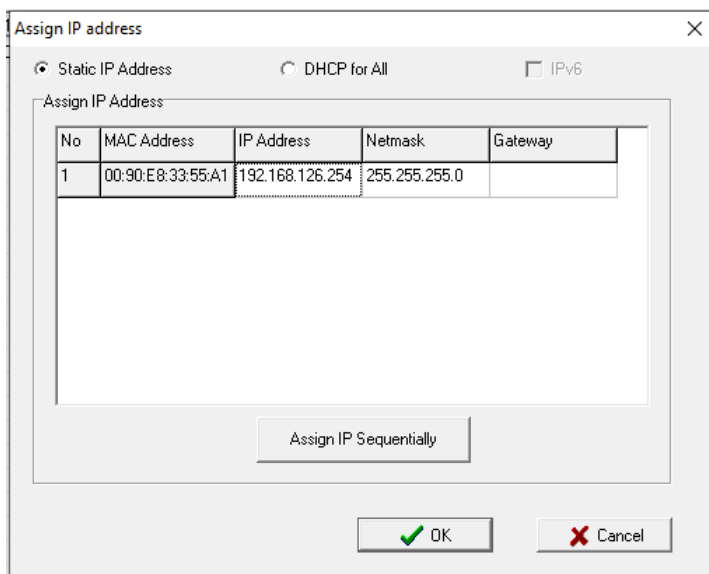 Assign IP address
Static IP Address DHCP for All IPv6
Assign IP Address
No MAC Address IP Address Netmask Gateway
1 00:90:E8:33:55:A1 192.168.126.254 255.255.255.0
Assign IP Sequentially
OK Cancel